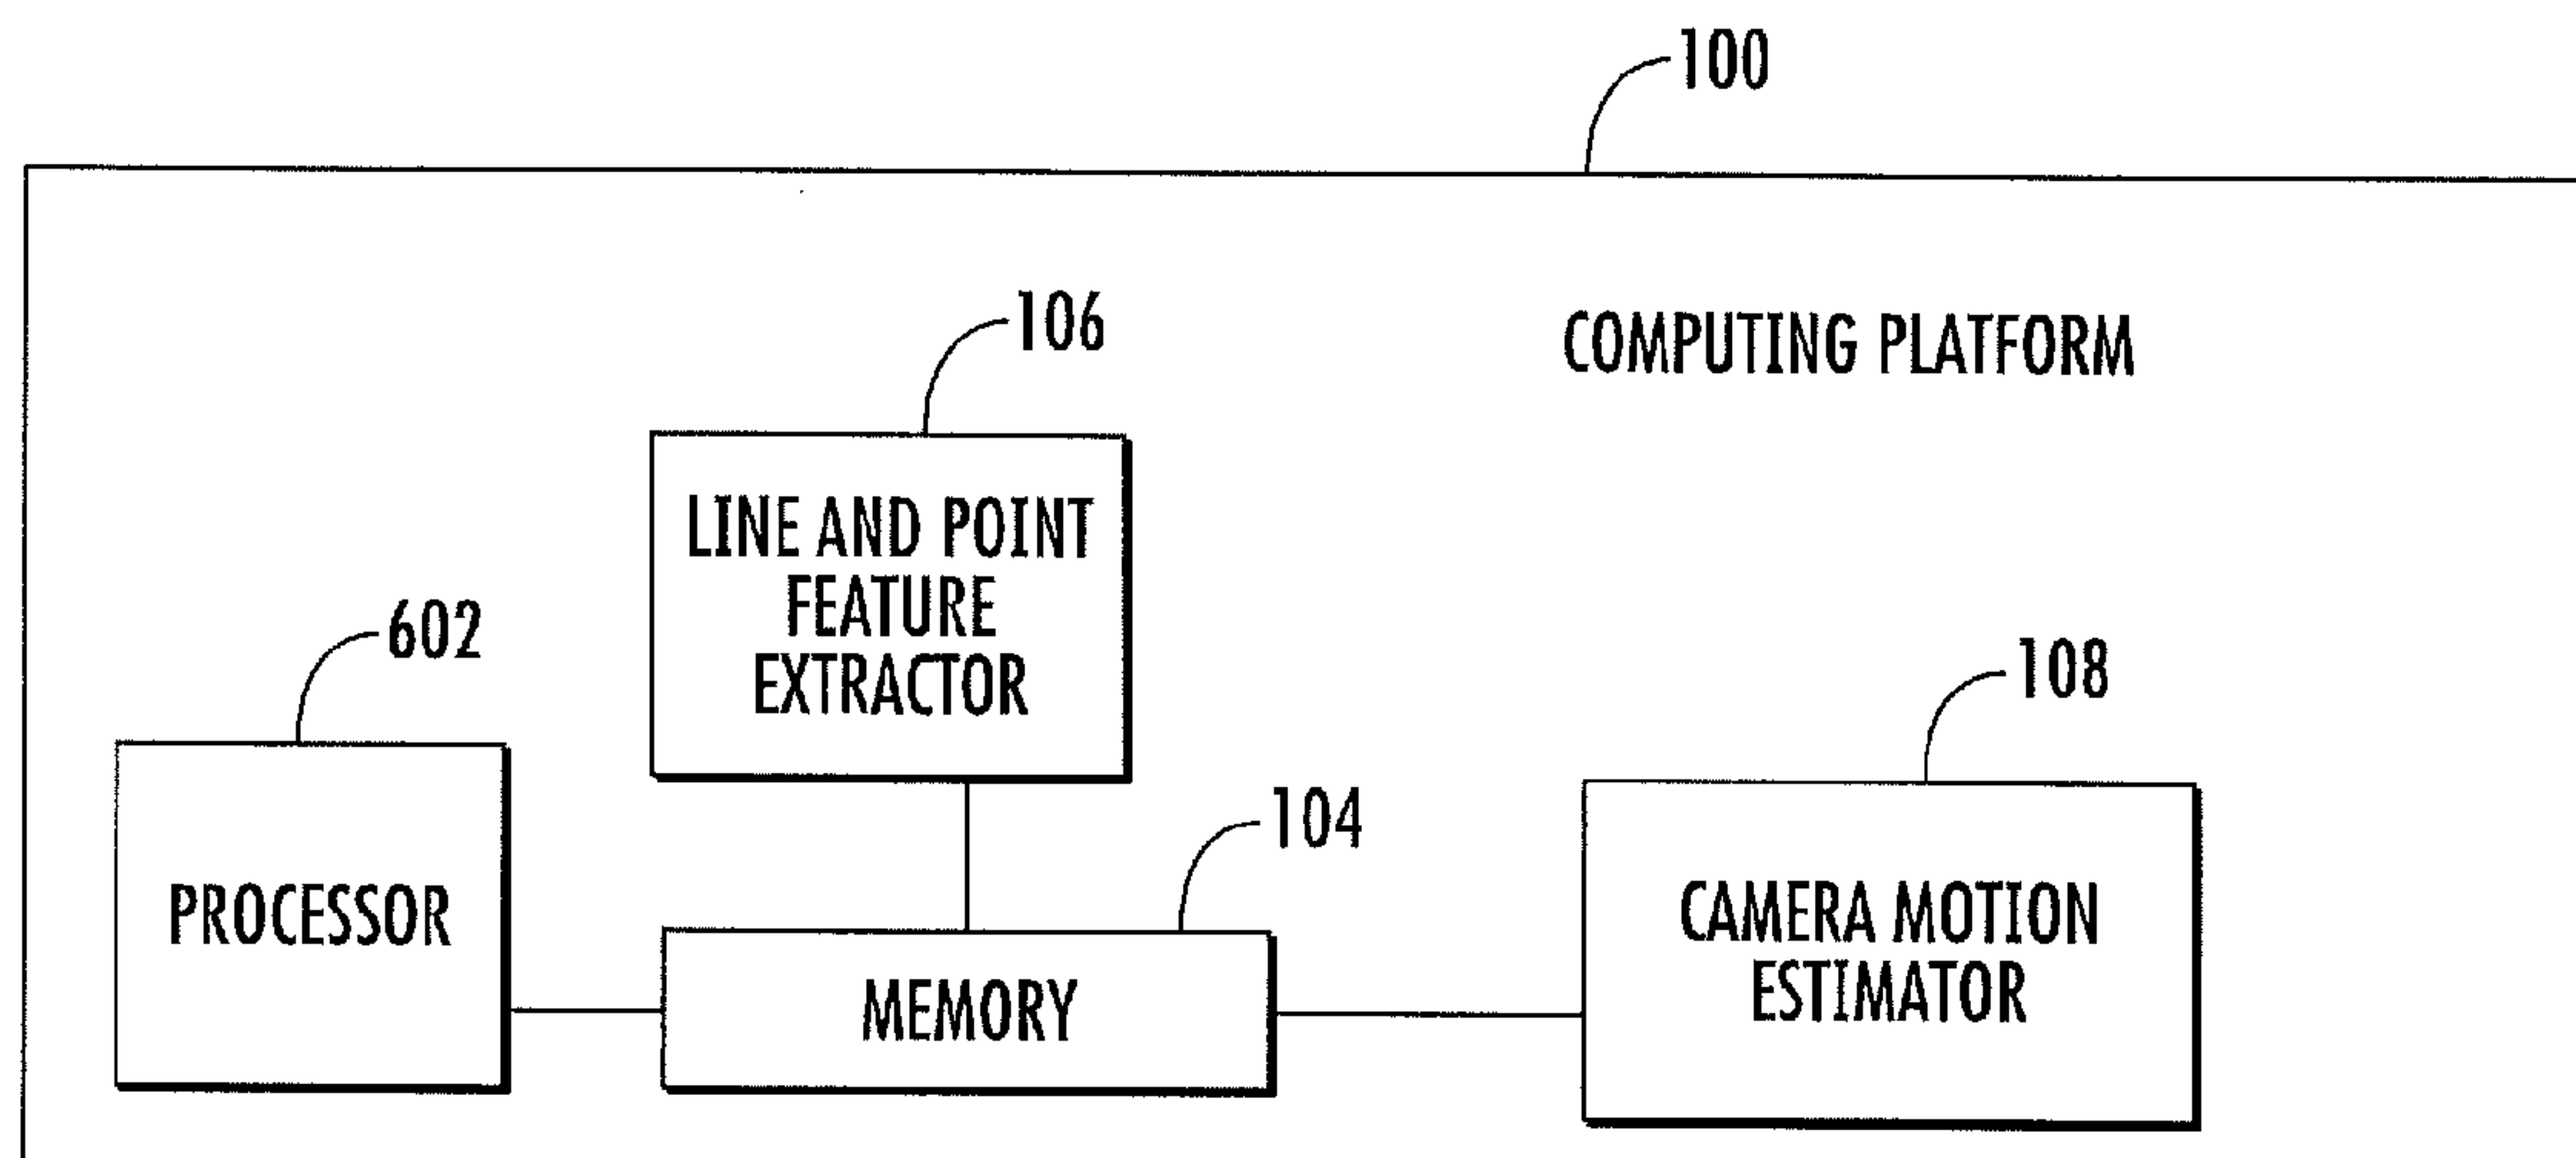 100
106
COMPUTING PLATFORM
LINE AND POINT
FEATURE
EXTRACTOR
602
108
104
PROCESSOR
CAMERA MOTION
ESTIMATOR
MEMORY